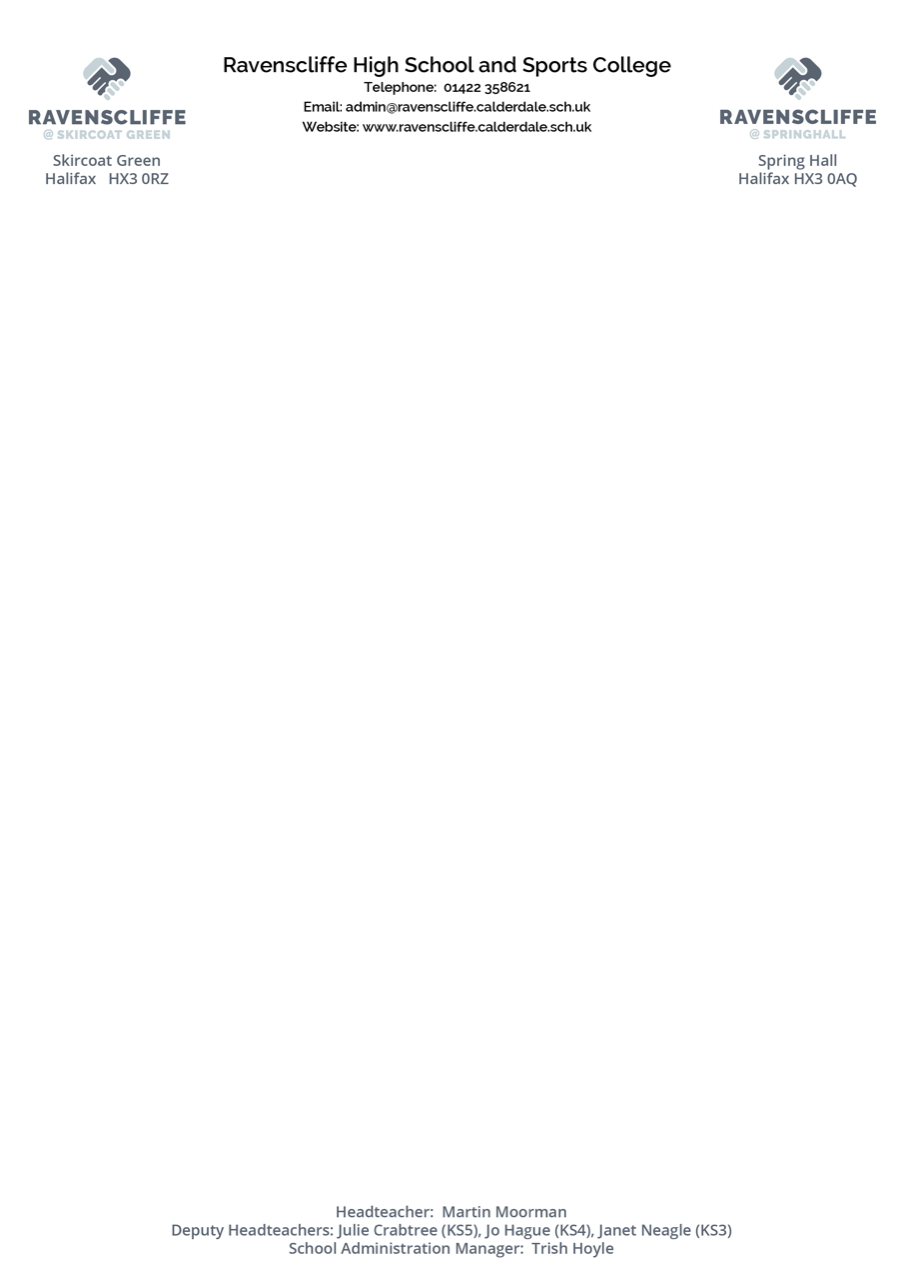 Ravenscliffe High School and Sports College
Telephone:  01422 358621
Email: admin@ravenscliffe.calderdale.sch.uk
Website: www.ravenscliffe.calderdale.sch.uk
RAVENSCLIFFE
@ SKIRCOAT GREEN
Skircoat Green
Halifax   HX3 0RZ
RAVENSCLIFFE
@ SPRINGHALL
Spring Hall
Halifax HX3 0AQ
Headteacher:  Martin Moorman
Deputy Headteachers: Julie Crabtree (KS5), Jo Hague (KS4), Janet Neagle (KS3)
School Administration Manager:  Trish Hoyle